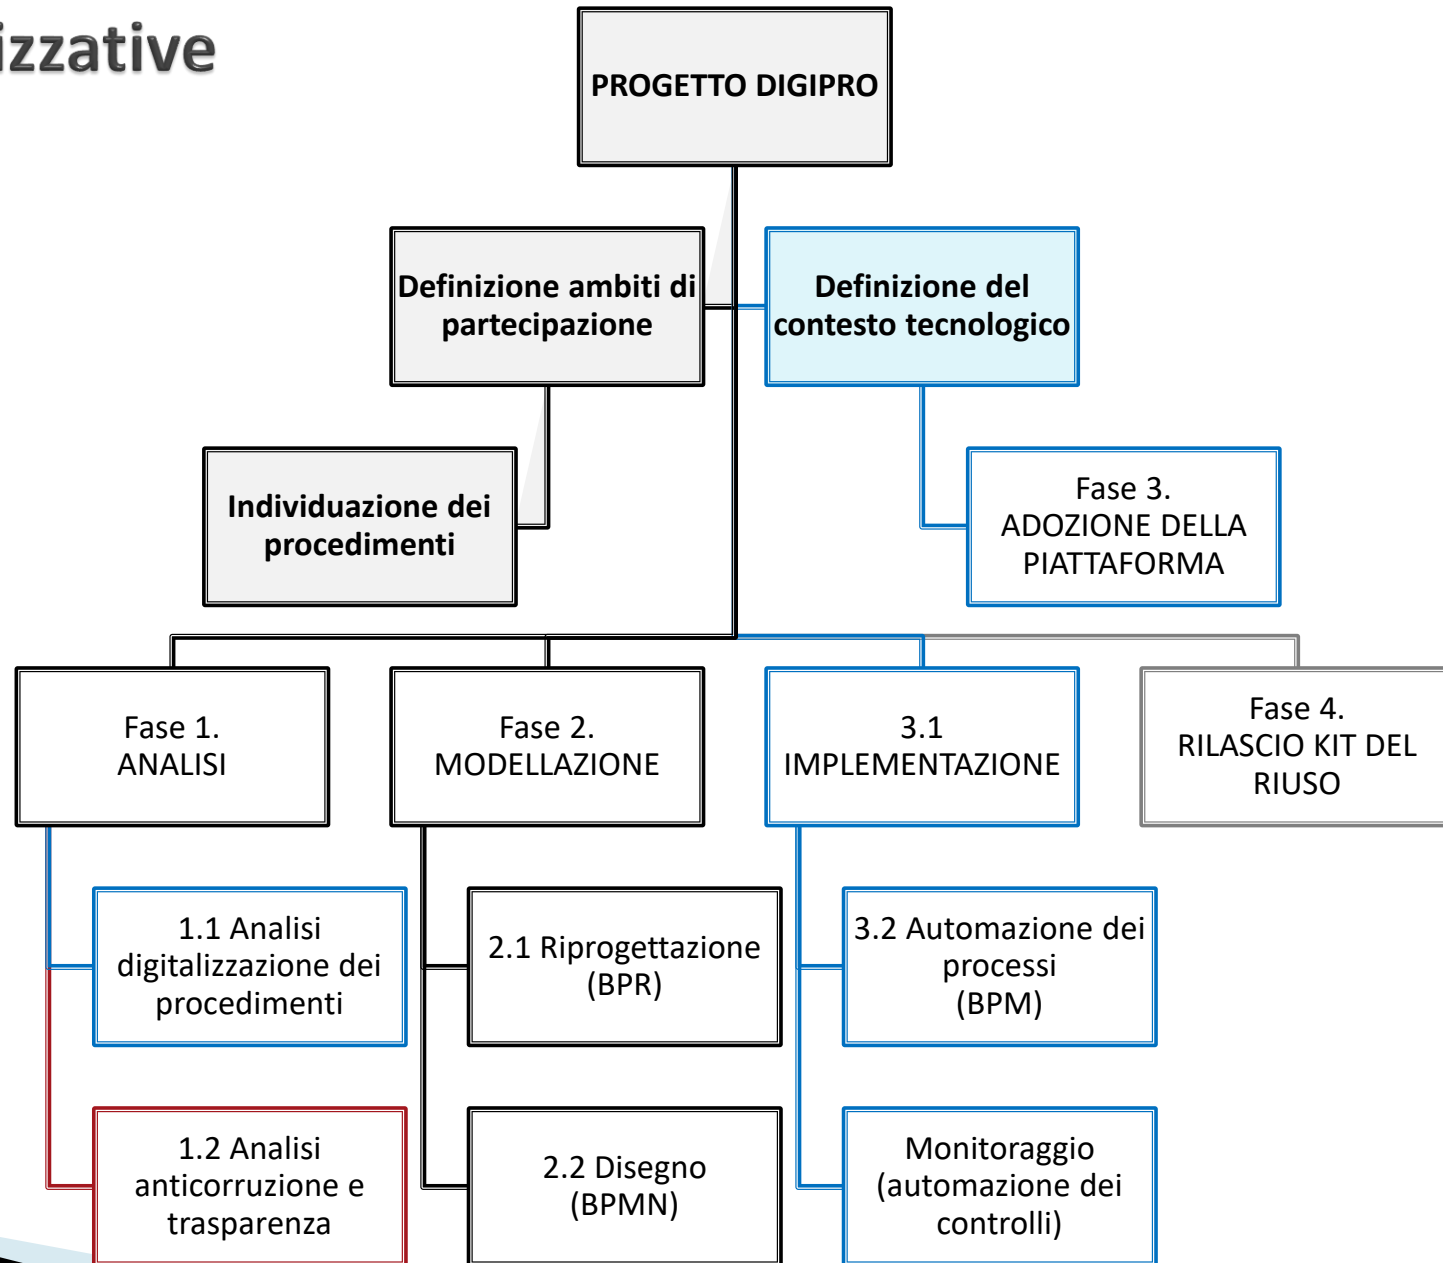 izzative
PROGETTO DIGIPRO
Definizione ambiti di
partecipazione
Definizione del
contesto tecnologico
Individuazione dei
procedimenti
Fase 3.
ADOZIONE DELLA
PIATTAFORMA
Fase 1.
ANALISI
Fase 2.
MODELLAZIONE
3.1
IMPLEMENTAZIONE
Fase 4.
RILASCIO KIT DEL
RIUSO
1.1 Analisi
digitalizzazione dei
procedimenti
2.1 Riprogettazione
(BPR)
3.2 Automazione dei
processi
(BPM)
1.2 Analisi
anticorruzione e
trasparenza
2.2 Disegno
(BPMN)
Monitoraggio
(automazione dei
controlli)